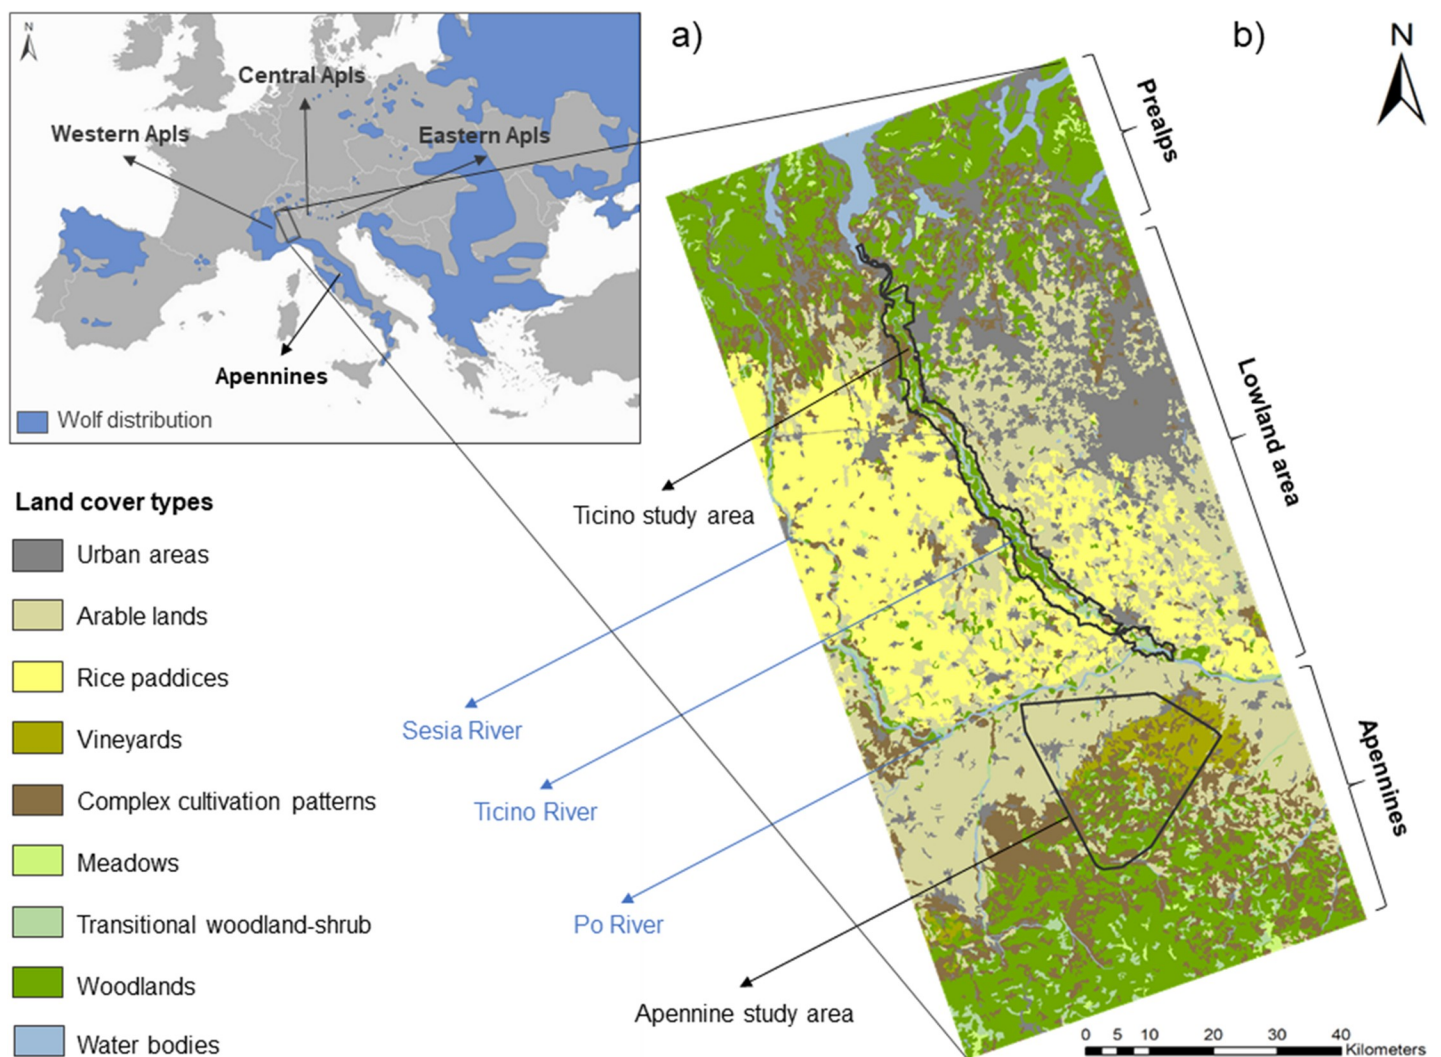 N
a)
b)
N
Central Apls
Western Apls
Eastern Apls
Apennines
Wolf distribution
Prealps
Lowland area
Apennines
Ticino study area
Land cover types
Urban areas
Arable lands
Rice paddices
Vineyards
Complex cultivation patterns
Meadows
Transitional woodland-shrub
Woodlands
Water bodies
Sesia River
Ticino River
Po River
Apennine study area
0 5 10 20 30 40
Kilometers